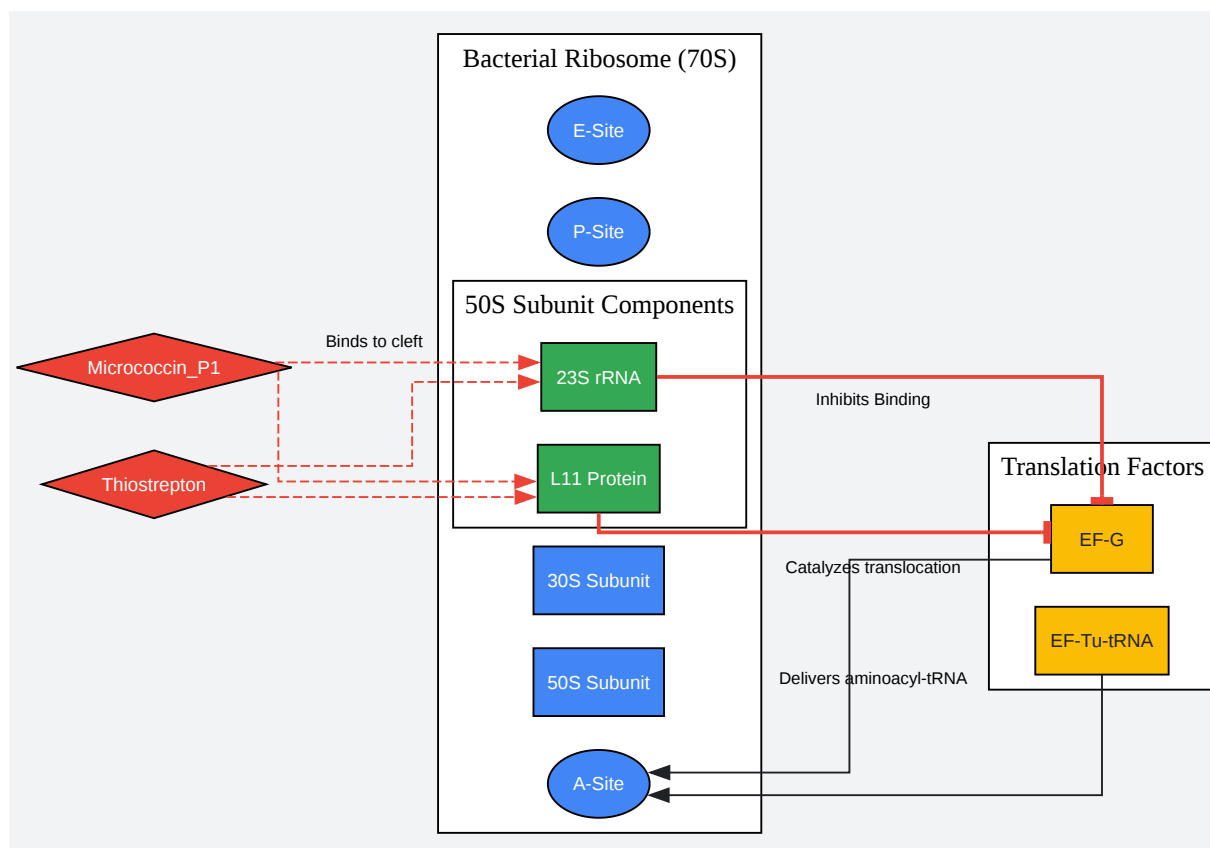 Bacterial Ribosome (70S)
E-Site
P-Site
50S Subunit Components
Micrococcin_P1
Binds to cleft
23S rRNA
Inhibits Binding
Thiostrepton
L11 Protein
Translation Factors
EF-G
30S Subunit
Catalyzes translocation
EF-Tu-tRNA
50S Subunit
Delivers aminoacyl-tRNA
A-Site